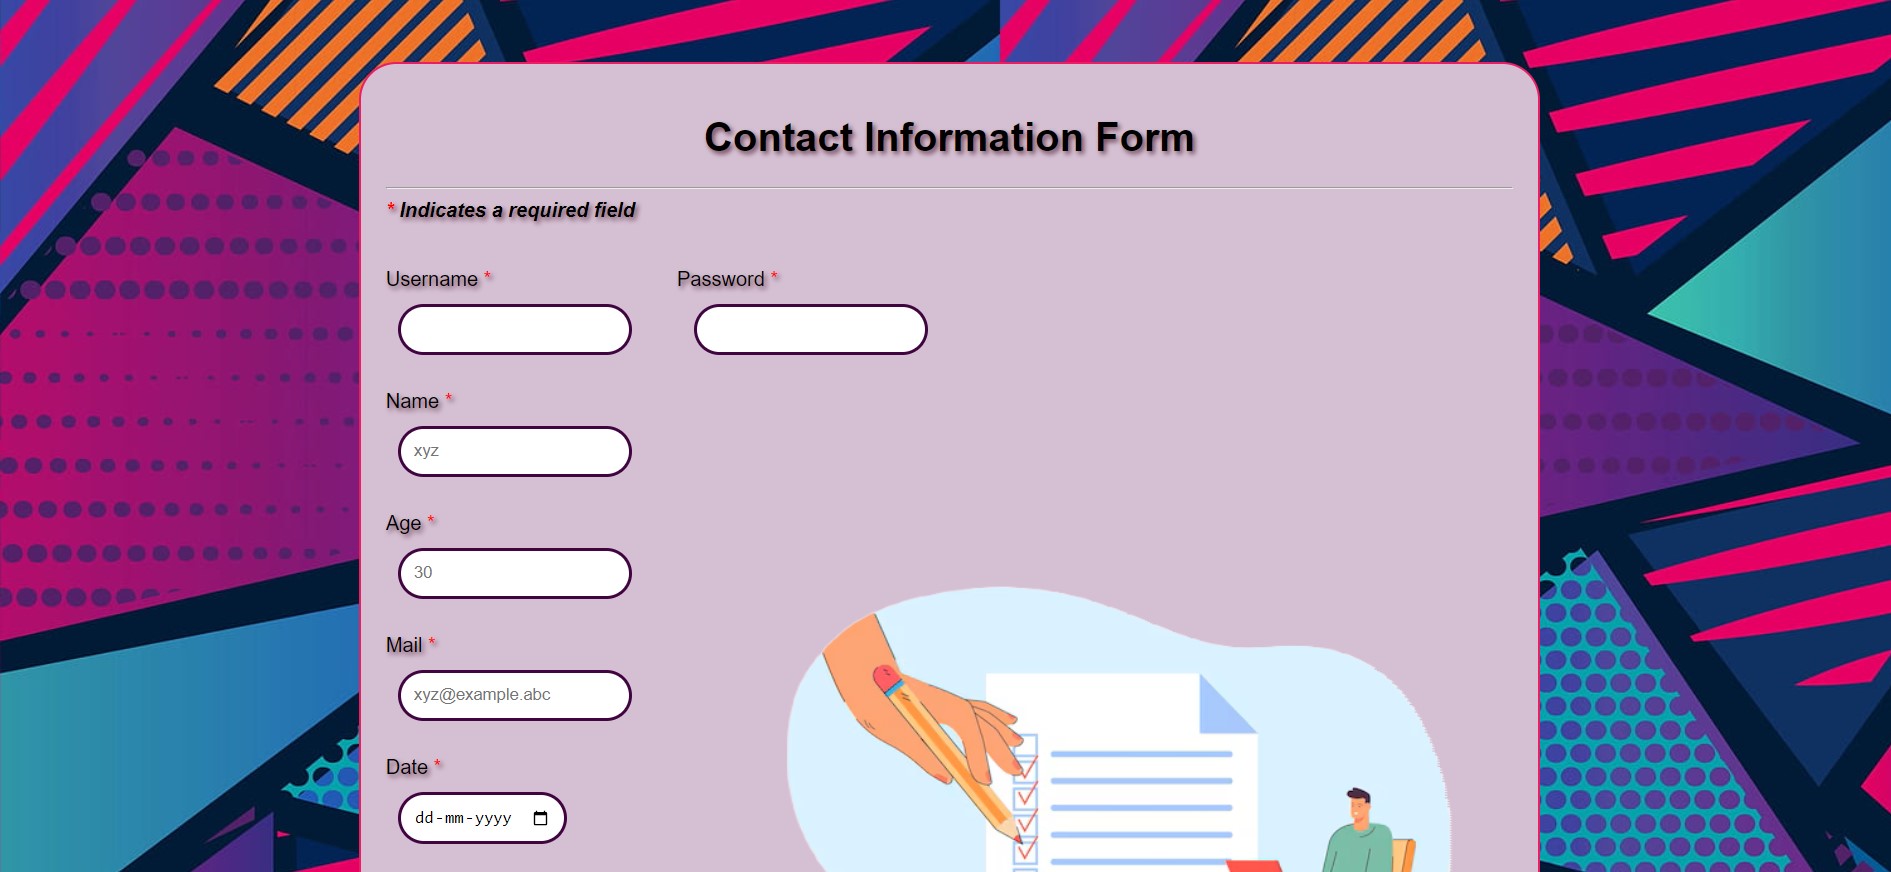 Contact Information Form
* Indicates a required field
Username * Password *
Name *
xyz
Age *
30
Mail *
xyz@example.abc
Date *
dd-mm-yyyy